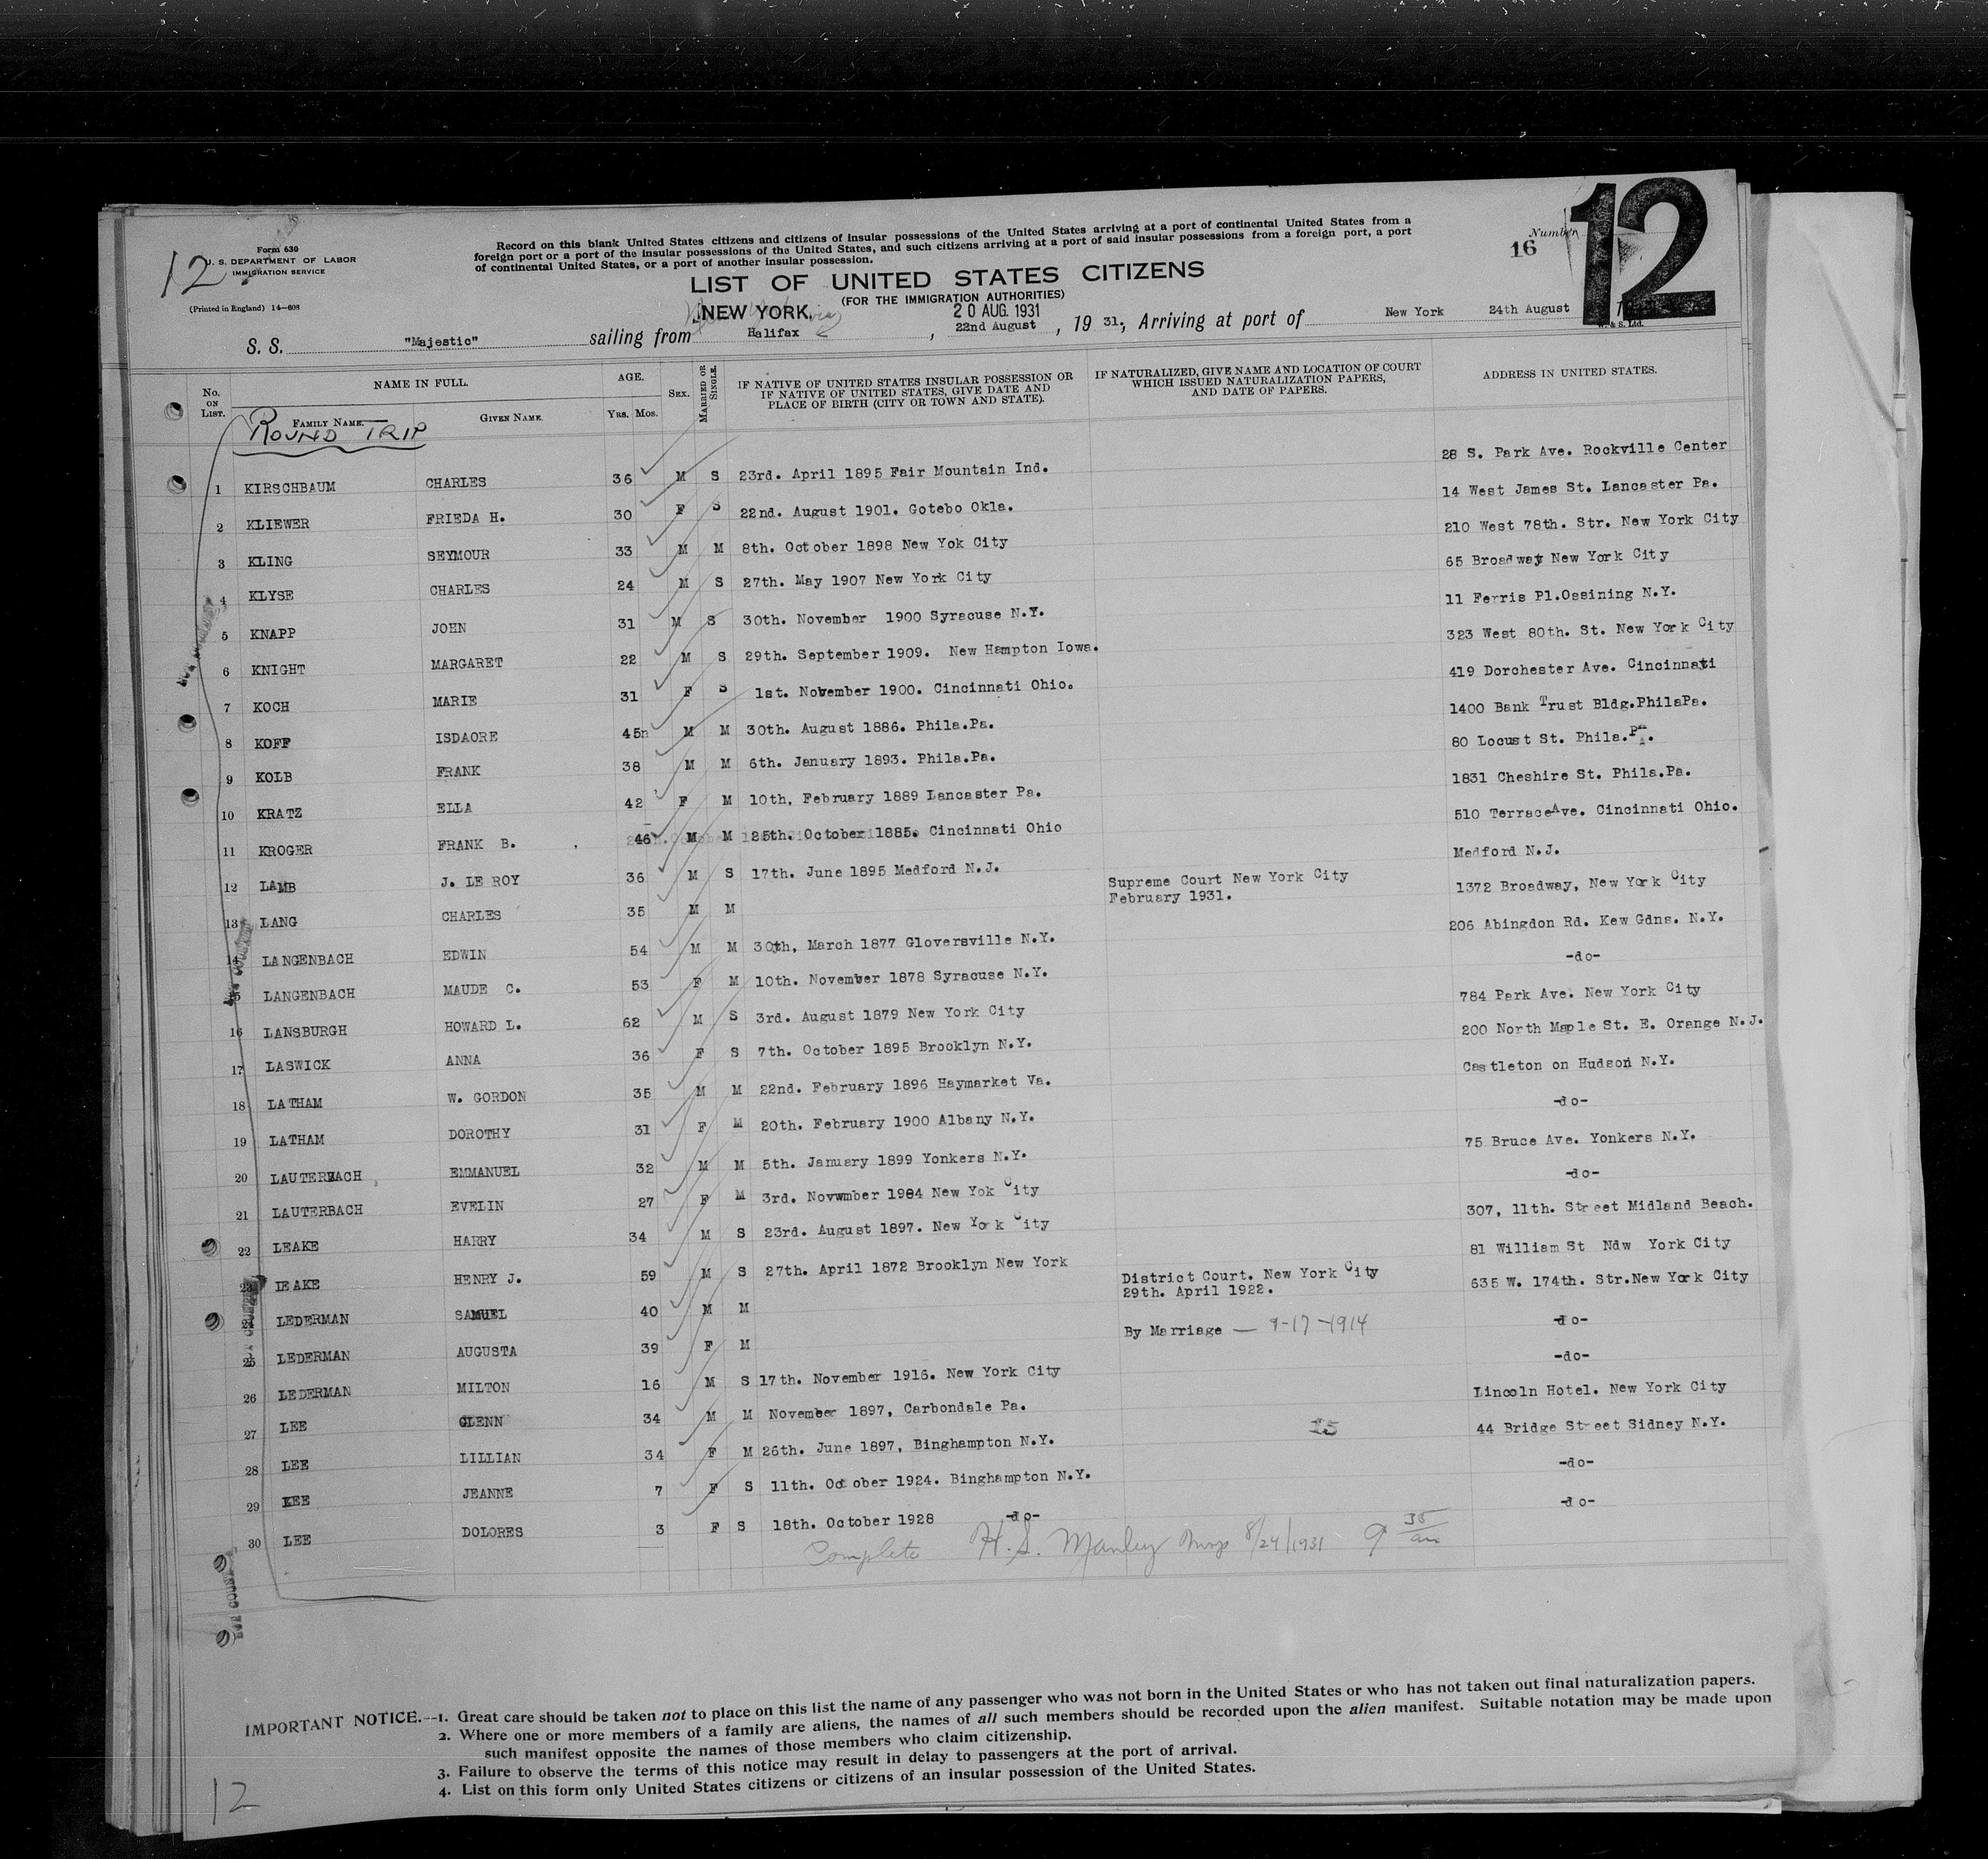 12
Form 630
U. S. DEPARTMENT OF LABOR
IMMIGRATION SERVICE
(Printed in England) 14—608
Record on this blank United States citizens and citizens of insular possessions of the United States arriving at a port of continental United States from a
foreign port or a port of the insular possessions of the United States, and such citizens arriving at a port of said insular possessions from a foreign port, a port
of continental United States, or a port of another insular possession.
Number
16
12
LIST OF UNITED STATES CITIZENS
(FOR THE IMMIGRATION AUTHORITIES)
NEW YORK, via 20 AUG. 1931
S. S. "Majestic" sailing from Halifax, 22nd August, 19 31, Arriving at port of New York 24th August
W. & S. Ltd.
No. ON LIST. NAME IN FULL. AGE. SEX. MARRIED OR SINGLE. IF NATIVE OF UNITED STATES INSULAR POSSESSION OR IF NATIVE OF UNITED STATES, GIVE DATE AND PLACE OF BIRTH (CITY OR TOWN AND STATE). IF NATURALIZED, GIVE NAME AND LOCATION OF COURT WHICH ISSUED NATURALIZATION PAPERS, AND DATE OF PAPERS. ADDRESS IN UNITED STATES.
FAMILY NAME. GIVEN NAME. YRS. MOS.
ROUND TRIP
1 KIRSCHBAUM CHARLES 36 M S 23rd. April 1895 Fair Mountain Ind. 28 S. Park Ave. Rockville Center
2 KLIEWER FRIEDA H. 30 F S 22nd. August 1901. Gotebo Okla. 14 West James St. Lancaster Pa.
3 KLING SEYMOUR 33 M M 8th. October 1898 New Yok City 210 West 78th. Str. New York City
4 KLYSE CHARLES 24 M S 27th. May 1907 New York City 65 Broadway New York City
5 KNAPP JOHN 31 M S 30th. November 1900 Syracuse N.Y. 11 Ferris Pl.Ossining N.Y.
6 KNIGHT MARGARET 22 M S 29th. September 1909. New Hampton Iowa. 323 West 80th. St. New York City
7 KOCH MARIE 31 F S 1st. November 1900. Cincinnati Ohio. 419 Dorchester Ave. Cincinnati
8 KOFF ISDAORE 45n M M 30th. August 1886. Phila.Pa. 1400 Bank Trust Bldg.PhilaPa.
9 KOLB FRANK 38 M M 6th. January 1893. Phila.Pa. 80 Locust St. Phila.Pa.
10 KRATZ ELLA 42 F M 10th, February 1889 Lancaster Pa. 1831 Cheshire St. Phila.Pa.
11 KROGER FRANK B. 46 M M 25th. October 1885. Cincinnati Ohio 510 Terrace Ave. Cincinnati Ohio.
12 LAMB J. LE ROY 36 M S 17th. June 1895 Medford N.J. Medford N.J.
13 LANG CHARLES 35 M M Supreme Court New York City February 1931. 1372 Broadway, New York City
14 LANGENBACH EDWIN 54 M M 30th, March 1877 Gloversville N.Y. 206 Abingdon Rd. Kew Gdns. N.Y.
15 LANGENBACH MAUDE C. 53 F M 10th. November 1878 Syracuse N.Y. -do-
16 LANSBURGH HOWARD L. 62 M S 3rd. August 1879 New York City 784 Park Ave. New York City
17 LASWICK ANNA 36 F S 7th. October 1895 Brooklyn N.Y. 200 North Maple St. E. Orange N.J.
18 LATHAM W. GORDON 35 M M 22nd. February 1896 Haymarket Va. Castleton on Hudson N.Y.
19 LATHAM DOROTHY 31 F M 20th. February 1900 Albany N.Y. -do-
20 LAUTERBACH EMMANUEL 32 M M 5th. January 1899 Yonkers N.Y. 75 Bruce Ave. Yonkers N.Y.
21 LAUTERBACH EVELIN 27 F M 3rd. Novwmber 1904 New Yok City -do-
22 LEAKE HARRY 34 M S 23rd. August 1897. New York City 307, 11th. Street Midland Beach.
23 LEAKE HENRY J. 59 M S 27th. April 1872 Brooklyn New York 81 William St Ndw York City
24 LEDERMAN SAMUEL 40 M M District Court. New York City 29th. April 1922. 635 W. 174th. Str.New York City
25 LEDERMAN AUGUSTA 39 F M By Marriage — 9-17-1914 -do-
26 LEDERMAN MILTON 16 M S 17th. November 1916. New York City -do-
27 LEE GLENN 34 M M November 1897, Carbondale Pa. Lincoln Hotel. New York City
28 LEE LILLIAN 34 F M 26th. June 1897, Binghampton N.Y. 15 44 Bridge Street Sidney N.Y.
29 LEE JEANNE 7 F S 11th. October 1924. Binghampton N.Y. -do-
30 LEE DOLORES 3 F S 18th. October 1928 -do- -do-
Complete H. S. Manley 8/24/1931 9 35 am
IMPORTANT NOTICE.—1. Great care should be taken not to place on this list the name of any passenger who was not born in the United States or who has not taken out final naturalization papers.
2. Where one or more members of a family are aliens, the names of all such members should be recorded upon the alien manifest. Suitable notation may be made upon
such manifest opposite the names of those members who claim citizenship.
3. Failure to observe the terms of this notice may result in delay to passengers at the port of arrival.
4. List on this form only United States citizens or citizens of an insular possession of the United States.
12